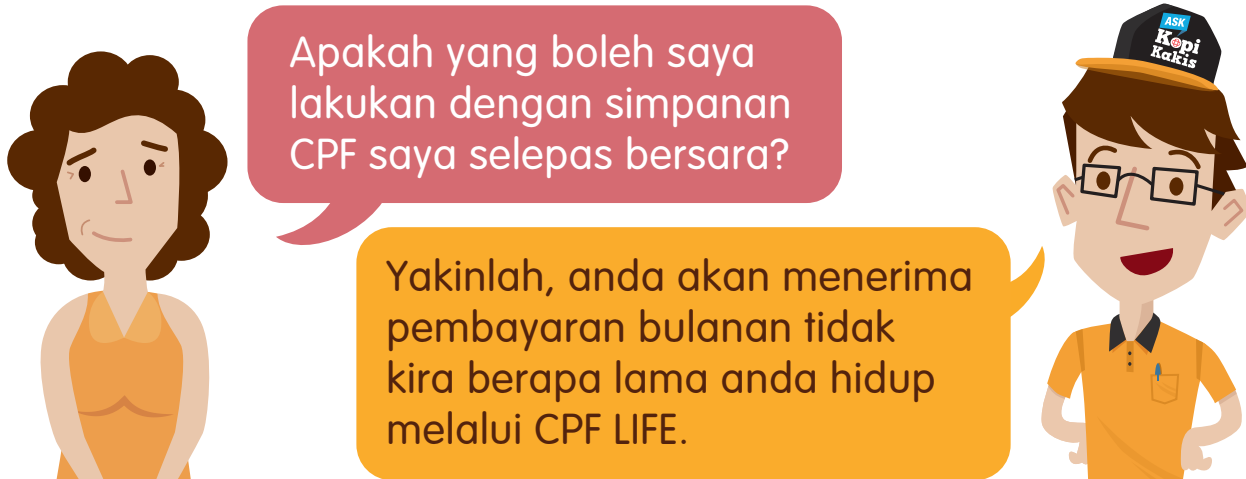 Apakah yang boleh saya
lakukan dengan simpanan
CPF saya selepas bersara?
ASK
Kopi
Kakis
Yakinlah, anda akan menerima
pembayaran bulanan tidak
kira berapa lama anda hidup
melalui CPF LIFE.